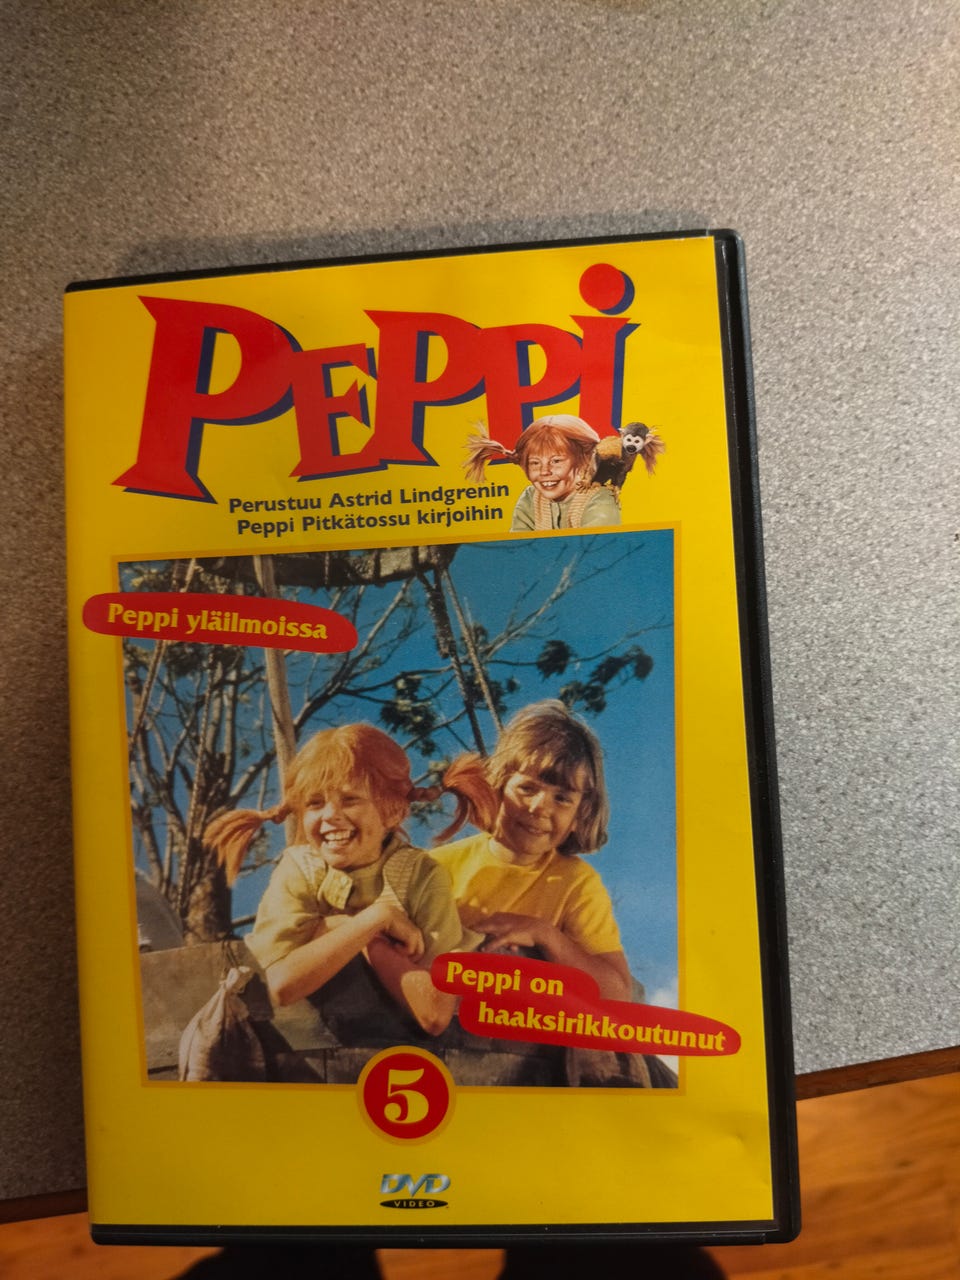 PEPPi
Perustuu Astrid Lindgrenin
Peppi Pitkätossu kirjoihin
Peppi yläilmoissa
Peppi on
haaksirikkoutunut
5
DVD
VIDEO